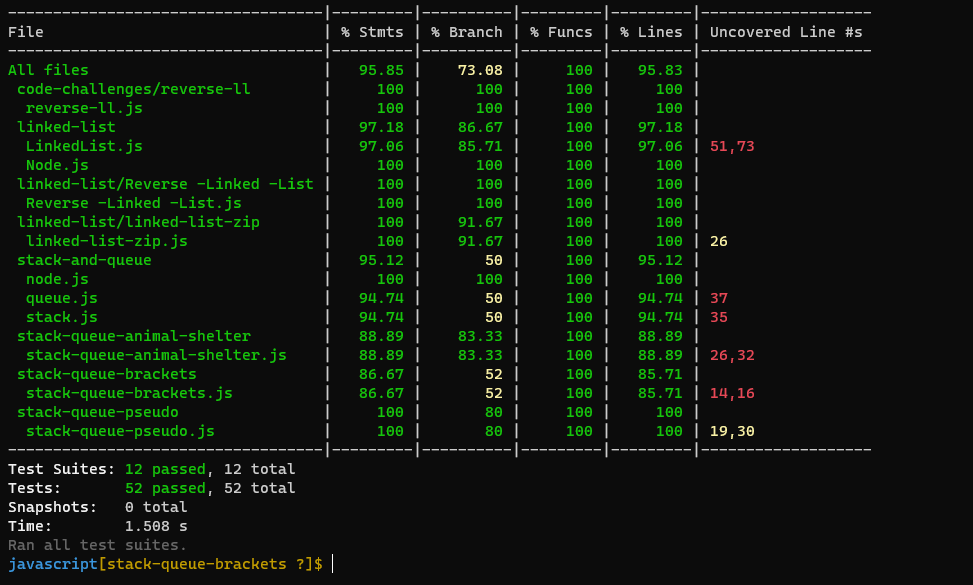 -----------------------------------|---------|----------|---------|---------|-------------------
File                               | % Stmts | % Branch | % Funcs | % Lines | Uncovered Line #s
-----------------------------------|---------|----------|---------|---------|-------------------
All files                          |   95.85 |    73.08 |     100 |   95.83 |
 code-challenges/reverse-ll        |     100 |      100 |     100 |     100 |
  reverse-ll.js                    |     100 |      100 |     100 |     100 |
 linked-list                       |   97.18 |    86.67 |     100 |   97.18 |
  LinkedList.js                    |   97.06 |    85.71 |     100 |   97.06 | 51,73
  Node.js                          |     100 |      100 |     100 |     100 |
 linked-list/Reverse -Linked -List |     100 |      100 |     100 |     100 |
  Reverse -Linked -List.js         |     100 |      100 |     100 |     100 |
 linked-list/linked-list-zip       |     100 |    91.67 |     100 |     100 |
  linked-list-zip.js               |     100 |    91.67 |     100 |     100 | 26
 stack-and-queue                   |   95.12 |       50 |     100 |   95.12 |
  node.js                          |     100 |      100 |     100 |     100 |
  queue.js                         |   94.74 |       50 |     100 |   94.74 | 37
  stack.js                         |   94.74 |       50 |     100 |   94.74 | 35
 stack-queue-animal-shelter        |   88.89 |    83.33 |     100 |   88.89 |
  stack-queue-animal-shelter.js    |   88.89 |    83.33 |     100 |   88.89 | 26,32
 stack-queue-brackets              |   86.67 |       52 |     100 |   85.71 |
  stack-queue-brackets.js          |   86.67 |       52 |     100 |   85.71 | 14,16
 stack-queue-pseudo                |     100 |       80 |     100 |     100 |
  stack-queue-pseudo.js            |     100 |       80 |     100 |     100 | 19,30
-----------------------------------|---------|----------|---------|---------|-------------------
Test Suites: 12 passed, 12 total
Tests:       52 passed, 52 total
Snapshots:   0 total
Time:        1.508 s
Ran all test suites.
javascript[stack-queue-brackets ?]$